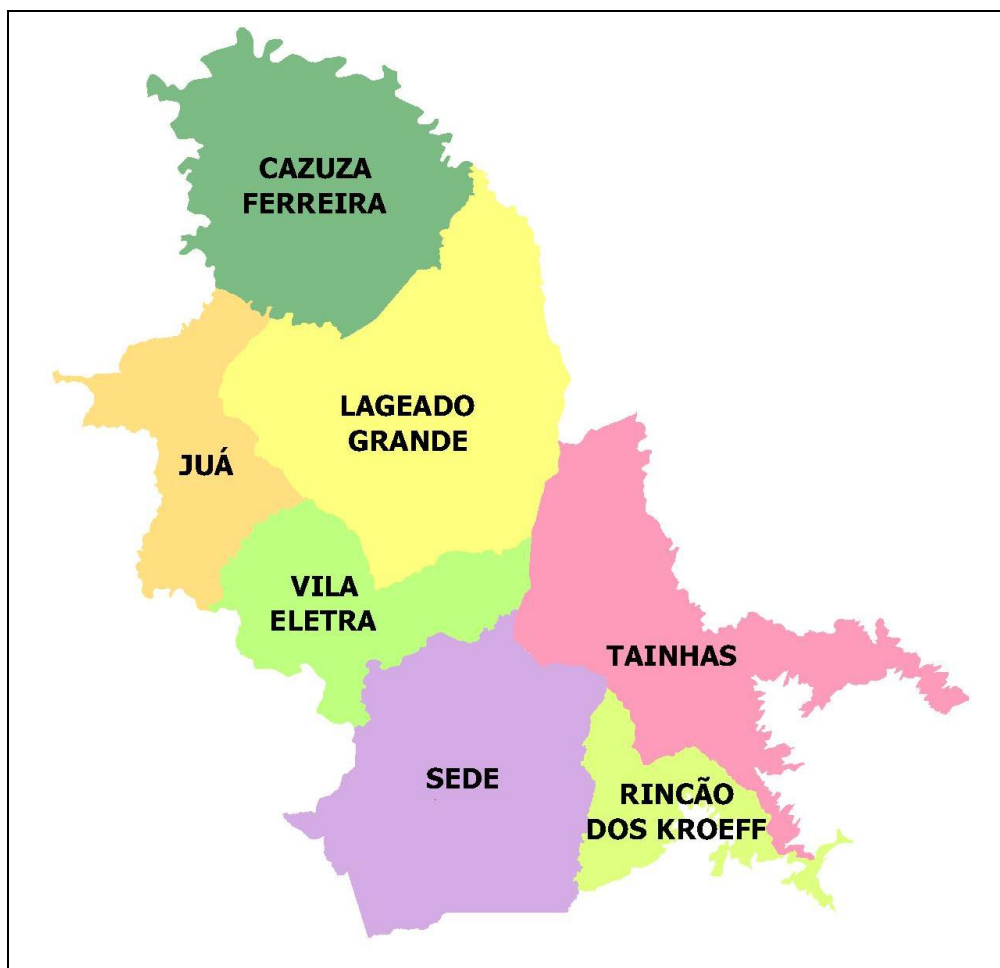 CAZUZA
FERREIRA
LAGEADO
GRANDE
JUÁ
VILA
ELETRA
TAINHAS
SEDE
RINCÃO
DOS KROEFF